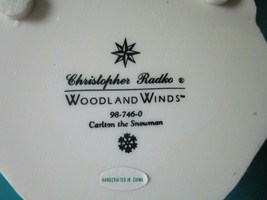 Christopher Radko ®
WOODLAND WINDS™
98-746-0
Carlton the Snowman
HANDCRAFTED IN CHINA